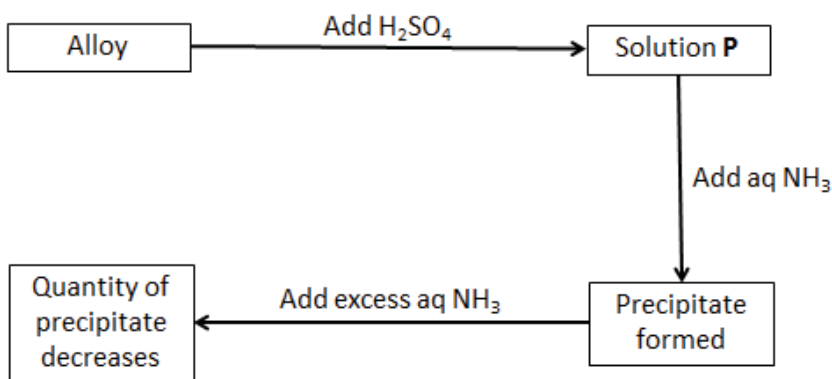 Alloy
Add H₂SO₄
Solution P
Add aq NH₃
Precipitate
formed
Add excess aq NH₃
Quantity of
precipitate
decreases